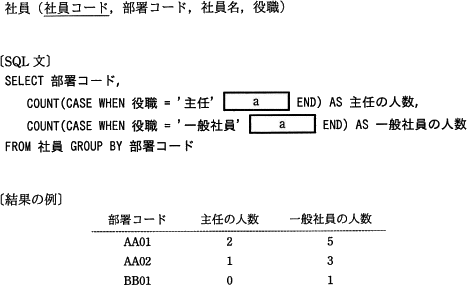 社員（社員コード，部署コード，社員名，役職）
〔SQL 文〕
SELECT 部署コード，
COUNT(CASE WHEN 役職 = '主任' a END) AS 主任の人数，
COUNT(CASE WHEN 役職 = '一般社員' a END) AS 一般社員の人数
FROM 社員 GROUP BY 部署コード
〔結果の例〕
部署コード 主任の人数 一般社員の人数
AA01 2 5
AA02 1 3
BB01 0 1